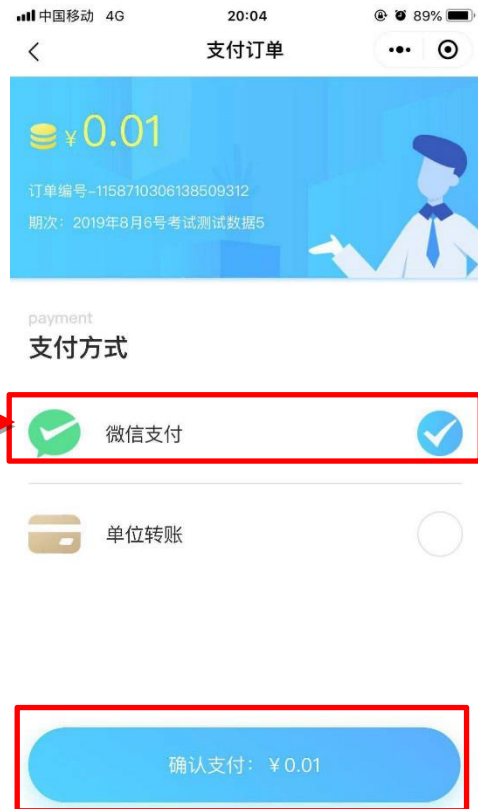 中国移动 4G 20:04 89%
支付订单
¥0.01
订单编号-1158710306138509312
期次：2019年8月6号考试测试数据5
payment
支付方式
微信支付
单位转账
确认支付：¥0.01